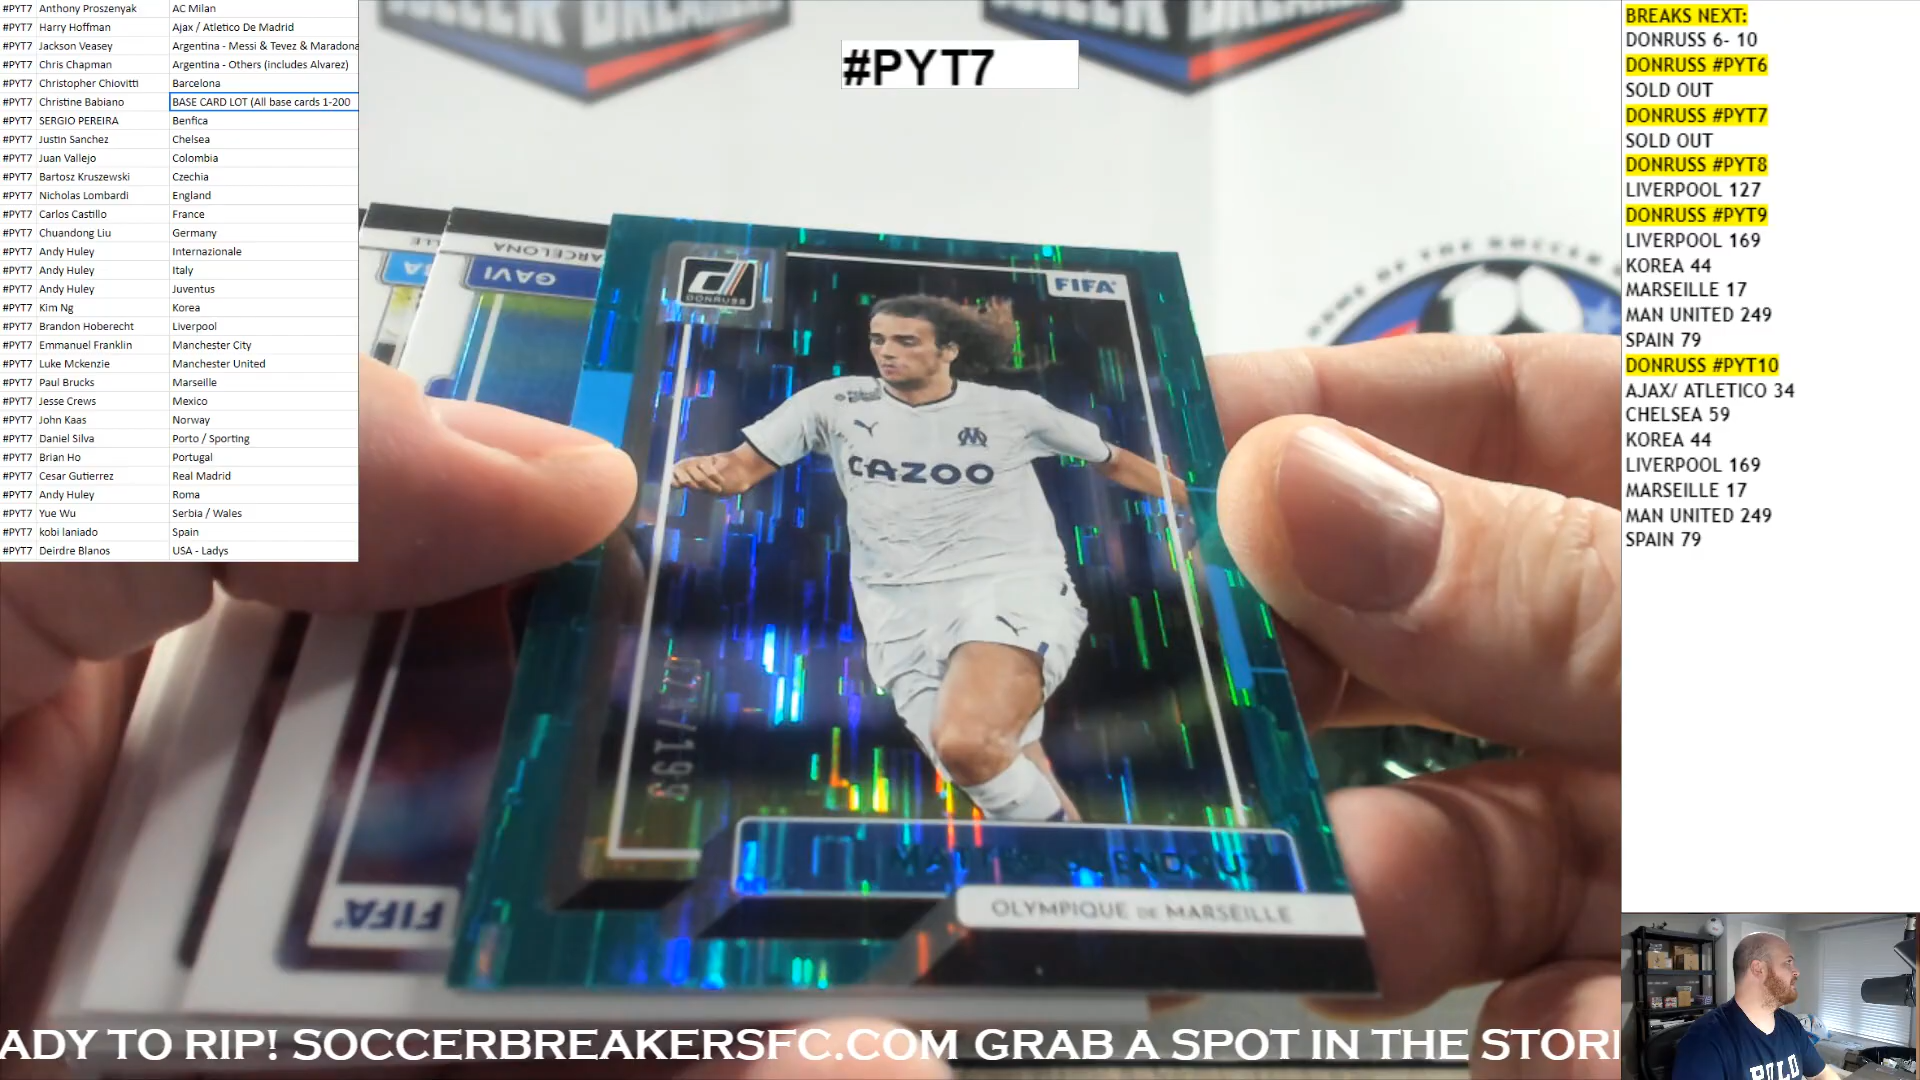 #PYT7 Anthony Proszenyak AC Milan
#PYT7 Harry Hoffman Ajax / Atletico De Madrid
#PYT7 Jackson Veasey Argentina - Messi & Tevez & Maradona
#PYT7 Chris Chapman Argentina - Others (includes Alvarez)
#PYT7 Christopher Chiovitti Barcelona
#PYT7 Christine Babiano BASE CARD LOT (All base cards 1-200
#PYT7 SERGIO PEREIRA Benfica
#PYT7 Justin Sanchez Chelsea
#PYT7 Juan Vallejo Colombia
#PYT7 Bartosz Kruszewski Czechia
#PYT7 Nicholas Lombardi England
#PYT7 Carlos Castillo France
#PYT7 Chuandong Liu Germany
#PYT7 Andy Huley Internazionale
#PYT7 Andy Huley Italy
#PYT7 Andy Huley Juventus
#PYT7 Kim Ng Korea
#PYT7 Brandon Hoberecht Liverpool
#PYT7 Emmanuel Franklin Manchester City
#PYT7 Luke Mckenzie Manchester United
#PYT7 Paul Brucks Marseille
#PYT7 Jesse Crews Mexico
#PYT7 John Kaas Norway
#PYT7 Daniel Silva Porto / Sporting
#PYT7 Brian Ho Portugal
#PYT7 Cesar Gutierrez Real Madrid
#PYT7 Andy Huley Roma
#PYT7 Yue Wu Serbia / Wales
#PYT7 kobi laniado Spain
#PYT7 Deirdre Blanos USA - Ladys
SOCCER BREAKERS
#PYT7
HOME OF THE SOCCER
GAVI
DONRUSS
FIFA
CAZOO
/199
OLYMPIQUE DE MARSEILLE
FIFA
BREAKS NEXT:
DONRUSS 6- 10
DONRUSS #PYT6
SOLD OUT
DONRUSS #PYT7
SOLD OUT
DONRUSS #PYT8
LIVERPOOL 127
DONRUSS #PYT9
LIVERPOOL 169
KOREA 44
MARSEILLE 17
MAN UNITED 249
SPAIN 79
DONRUSS #PYT10
AJAX/ ATLETICO 34
CHELSEA 59
KOREA 44
LIVERPOOL 169
MARSEILLE 17
MAN UNITED 249
SPAIN 79
POLO
ADY TO RIP! SOCCERBREAKERSFC.COM GRAB A SPOT IN THE STOR